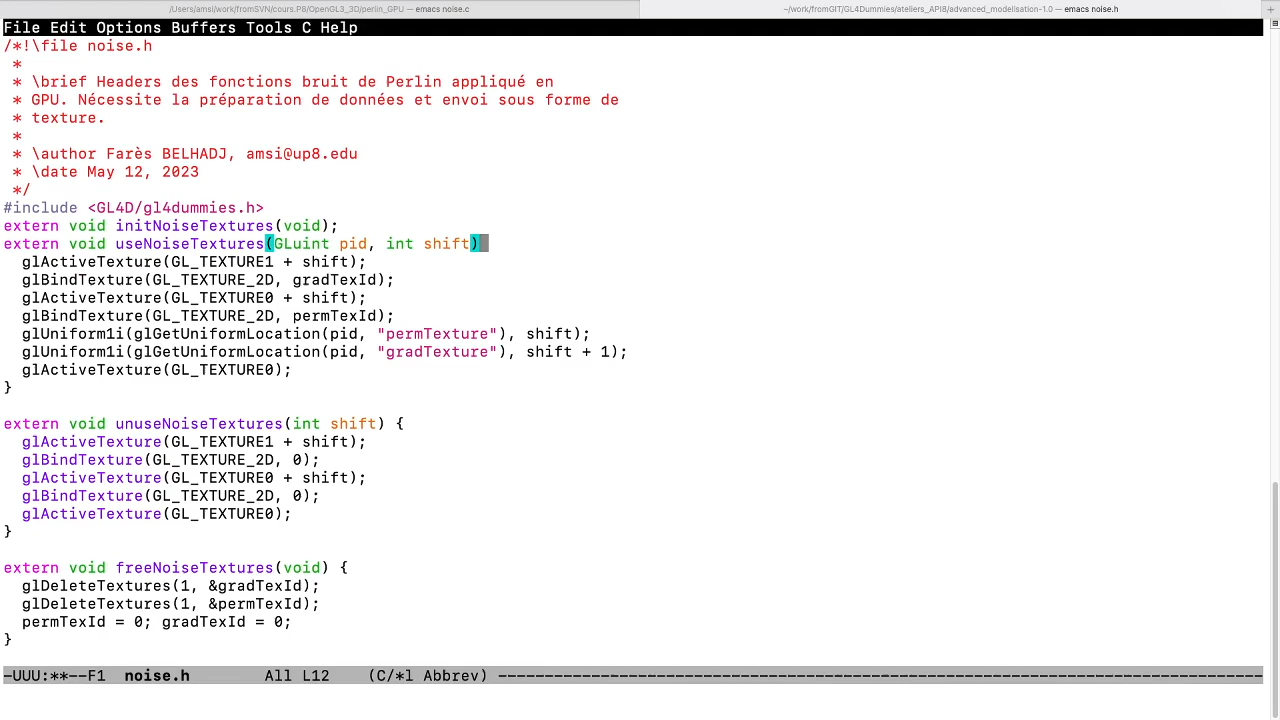 /Users/amsi/work/fromSVN/cours.P8/OpenGL3_3D/perlin_GPU — emacs noise.c
~/work/fromGIT/GL4Dummies/ateliers_API8/advanced_modelisation-1.0 — emacs noise.h
File Edit Options Buffers Tools C Help
/*!\file noise.h
 *
 * \brief Headers des fonctions bruit de Perlin appliqué en
 * GPU. Nécessite la préparation de données et envoi sous forme de
 * texture.
 *
 * \author Farès BELHADJ, amsi@up8.edu
 * \date May 12, 2023
 */
#include <GL4D/gl4dummies.h>
extern void initNoiseTextures(void);
extern void useNoiseTextures(GLuint pid, int shift)
  glActiveTexture(GL_TEXTURE1 + shift);
  glBindTexture(GL_TEXTURE_2D, gradTexId);
  glActiveTexture(GL_TEXTURE0 + shift);
  glBindTexture(GL_TEXTURE_2D, permTexId);
  glUniform1i(glGetUniformLocation(pid, "permTexture"), shift);
  glUniform1i(glGetUniformLocation(pid, "gradTexture"), shift + 1);
  glActiveTexture(GL_TEXTURE0);
}
extern void unuseNoiseTextures(int shift) {
  glActiveTexture(GL_TEXTURE1 + shift);
  glBindTexture(GL_TEXTURE_2D, 0);
  glActiveTexture(GL_TEXTURE0 + shift);
  glBindTexture(GL_TEXTURE_2D, 0);
  glActiveTexture(GL_TEXTURE0);
}
extern void freeNoiseTextures(void) {
  glDeleteTextures(1, &gradTexId);
  glDeleteTextures(1, &permTexId);
  permTexId = 0; gradTexId = 0;
}
-UUU:**--F1  noise.h        All L12    (C/*l Abbrev) ----------------------------------------------------------------------------------